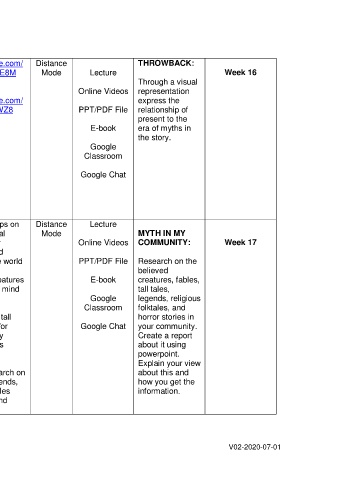 e.com/
E8M
e.com/
WZ8
Distance
Mode
Lecture
Online Videos
PPT/PDF File
E-book
Google
Classroom
Google Chat
THROWBACK:
Through a visual
representation
express the
relationship of
present to the
era of myths in
the story.
Week 16
ps on
al
d
e world
eatures
mind
tall
for
y
s
arch on
ends,
les
nd
Distance
Mode
Lecture
Online Videos
PPT/PDF File
E-book
Google
Classroom
Google Chat
MYTH IN MY
COMMUNITY:
Research on the
believed
creatures, fables,
tall tales,
legends, religious
folktales, and
horror stories in
your community.
Create a report
about it using
powerpoint.
Explain your view
about this and
how you get the
information.
Week 17
V02-2020-07-01